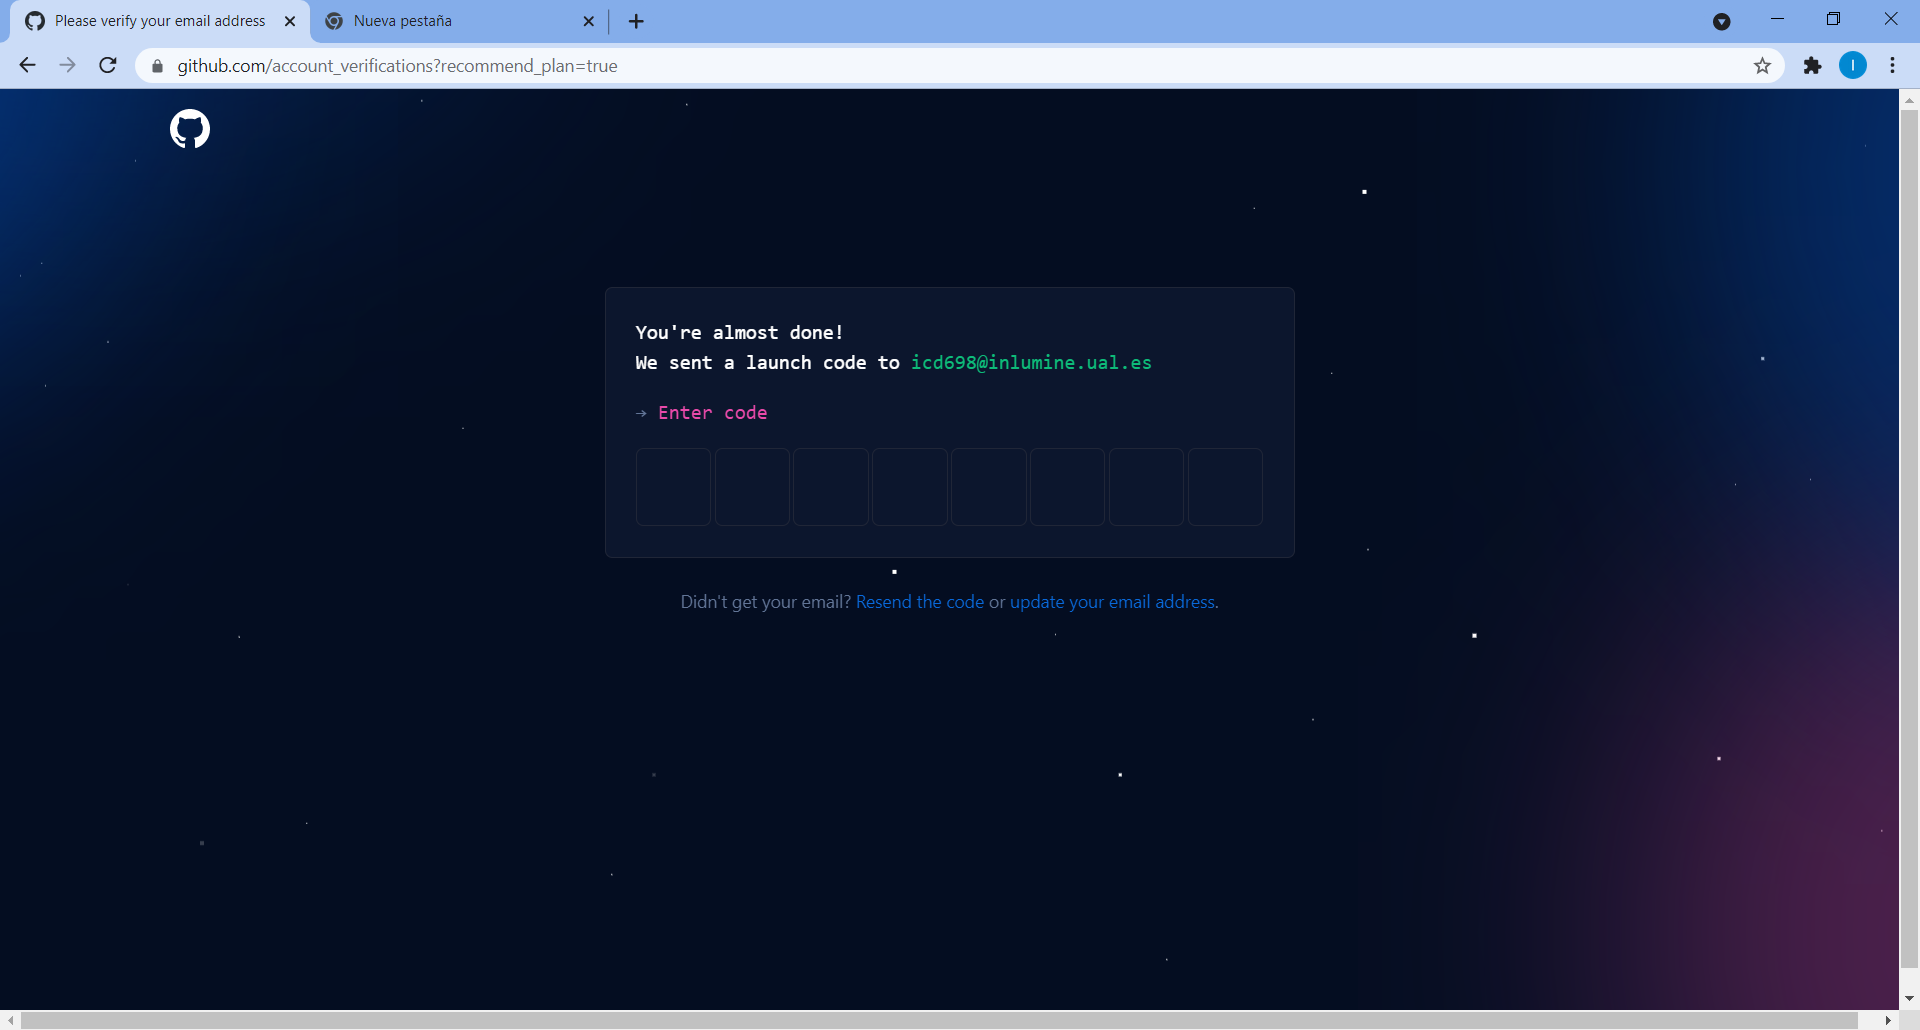 Please verify your email address
Nueva pestaña
github.com/account_verifications?recommend_plan=true
I
You're almost done!
We sent a launch code to icd698@inlumine.ual.es
→ Enter code
Didn't get your email? Resend the code or update your email address.